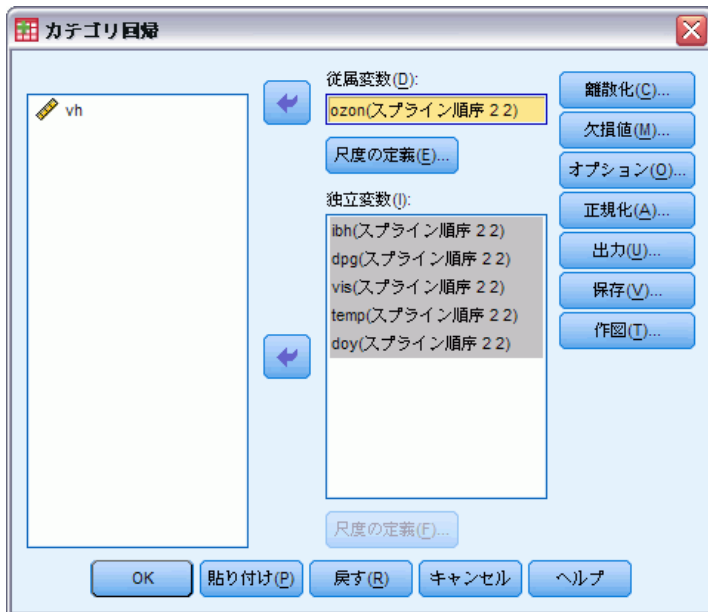 カテゴリ回帰
vh
従属変数(D):
ozon(スプライン順序 2 2)
尺度の定義(E)...
独立変数(I):
ibh(スプライン順序 2 2)
dpg(スプライン順序 2 2)
vis(スプライン順序 2 2)
temp(スプライン順序 2 2)
doy(スプライン順序 2 2)
尺度の定義(F)...
離散化(C)...
欠損値(M)...
オプション(O)...
正規化(A)...
出力(U)...
保存(V)...
作図(T)...
OK
貼り付け(P)
戻す(R)
キャンセル
ヘルプ